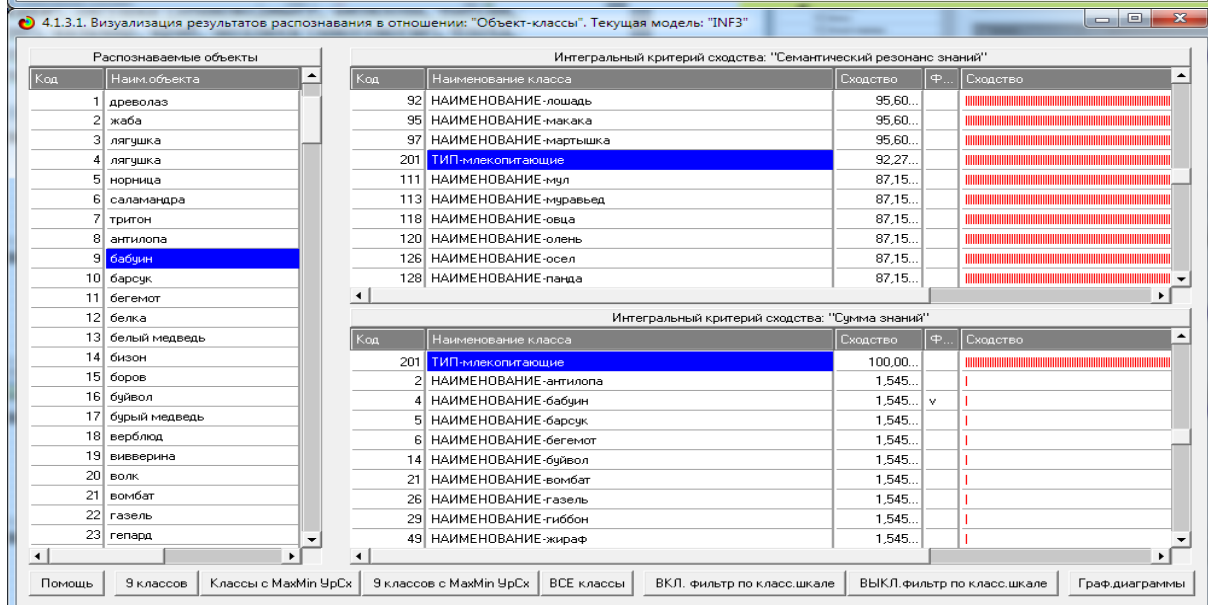 4.1.3.1. Визуализация результатов распознавания в отношении: "Объект-классы". Текущая модель: "INF3"
Распознаваемые объекты
Код Наим.объекта
1 древолаз
2 жаба
3 лягушка
4 лягушка
5 норница
6 саламандра
7 тритон
8 антилопа
9 бабуин
10 барсук
11 бегемот
12 белка
13 белый медведь
14 бизон
15 боров
16 буйвол
17 бурый медведь
18 верблюд
19 вивверина
20 волк
21 вомбат
22 газель
23 гепард
Интегральный критерий сходства: "Семантический резонанс знаний"
Код Наименование класса Сходство Ф... Сходство
92 НАИМЕНОВАНИЕ-лошадь 95,60...
95 НАИМЕНОВАНИЕ-макака 95,60...
97 НАИМЕНОВАНИЕ-мартышка 95,60...
201 ТИП-млекопитающие 92,27...
111 НАИМЕНОВАНИЕ-мул 87,15...
113 НАИМЕНОВАНИЕ-муравьед 87,15...
118 НАИМЕНОВАНИЕ-овца 87,15...
120 НАИМЕНОВАНИЕ-олень 87,15...
126 НАИМЕНОВАНИЕ-осел 87,15...
128 НАИМЕНОВАНИЕ-панда 87,15...
Интегральный критерий сходства: "Сумма знаний"
Код Наименование класса Сходство Ф... Сходство
201 ТИП-млекопитающие 100,00...
2 НАИМЕНОВАНИЕ-антилопа 1,545...
4 НАИМЕНОВАНИЕ-бабуин 1,545... v
5 НАИМЕНОВАНИЕ-барсук 1,545...
6 НАИМЕНОВАНИЕ-бегемот 1,545...
14 НАИМЕНОВАНИЕ-буйвол 1,545...
21 НАИМЕНОВАНИЕ-вомбат 1,545...
26 НАИМЕНОВАНИЕ-газель 1,545...
29 НАИМЕНОВАНИЕ-гиббон 1,545...
49 НАИМЕНОВАНИЕ-жираф 1,545...
Помощь 9 классов Классы с MaxMin УрСх 9 классов с MaxMin УрСх ВСЕ классы ВКЛ. фильтр по класс.шкале ВЫКЛ.фильтр по класс.шкале Граф.диаграммы